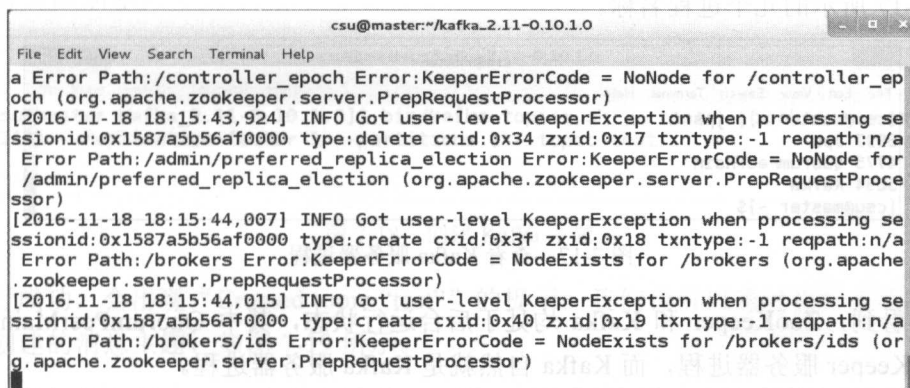 csu@master:~/kafka_2.11-0.10.1.0
File Edit View Search Terminal Help
a Error Path:/controller_epoch Error:KeeperErrorCode = NoNode for /controller_ep
och (org.apache.zookeeper.server.PrepRequestProcessor)
[2016-11-18 18:15:43,924] INFO Got user-level KeeperException when processing se
ssionid:0x1587a5b56af0000 type:delete cxid:0x34 zxid:0x17 txntype:-1 reqpath:n/a
 Error Path:/admin/preferred_replica_election Error:KeeperErrorCode = NoNode for
 /admin/preferred_replica_election (org.apache.zookeeper.server.PrepRequestProce
ssor)
[2016-11-18 18:15:44,007] INFO Got user-level KeeperException when processing se
ssionid:0x1587a5b56af0000 type:create cxid:0x3f zxid:0x18 txntype:-1 reqpath:n/a
 Error Path:/brokers Error:KeeperErrorCode = NodeExists for /brokers (org.apache
.zookeeper.server.PrepRequestProcessor)
[2016-11-18 18:15:44,015] INFO Got user-level KeeperException when processing se
ssionid:0x1587a5b56af0000 type:create cxid:0x40 zxid:0x19 txntype:-1 reqpath:n/a
 Error Path:/brokers/ids Error:KeeperErrorCode = NodeExists for /brokers/ids (or
g.apache.zookeeper.server.PrepRequestProcessor)